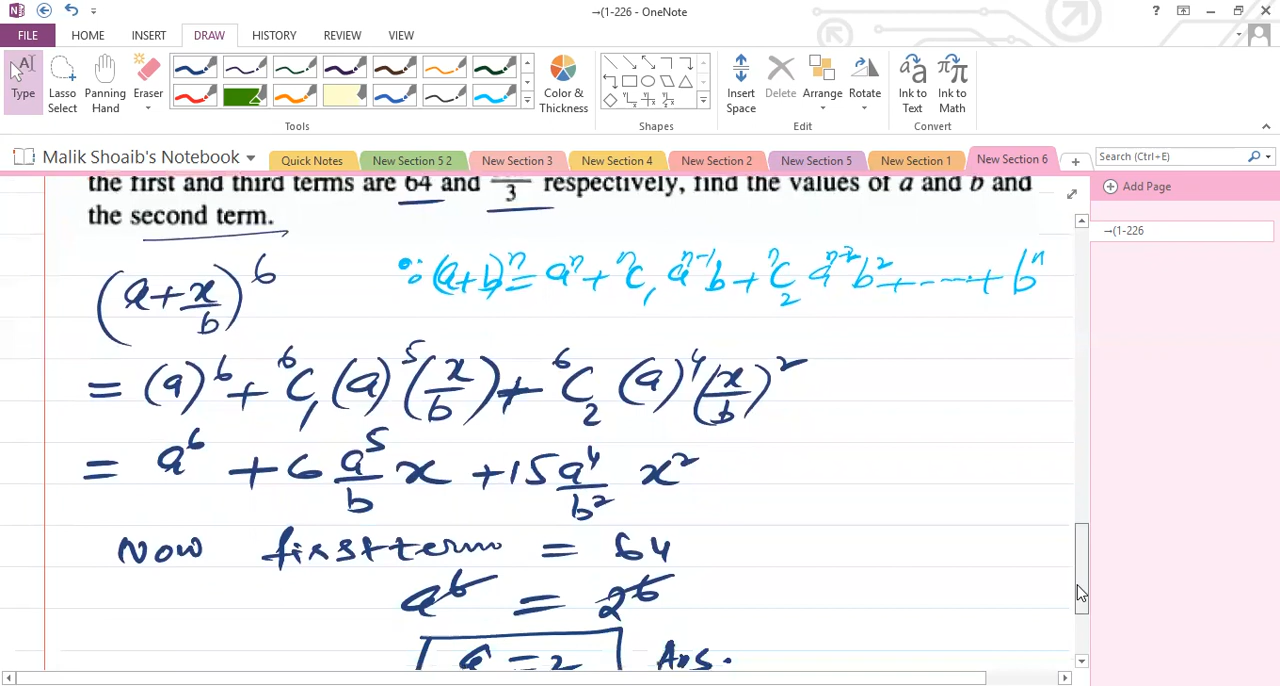 →(1-226 - OneNote
FILE HOME INSERT DRAW HISTORY REVIEW VIEW
Type Lasso Select Panning Hand Eraser Color & Thickness Insert Space Delete Arrange Rotate Ink to Text Ink to Math
Tools Shapes Edit Convert
Malik Shoaib's Notebook Quick Notes New Section 5 2 New Section 3 New Section 4 New Section 2 New Section 5 New Section 1 New Section 6 Search (Ctrl+E)
Add Page
→(1-226
the first and third terms are 64 and /3 respectively, find the values of a and b and
the second term.
(a+x/b)^6
∵(a+b)^n = a^n + ^nC_1 a^{n-1} b + ^nC_2 a^{n-2} b^2 + ---- + b^n
= (a)^6 + ^6C_1 (a)^5 (x/b) + ^6C_2 (a)^4 (x/b)^2
= a^6 + 6 a^5/b x + 15 a^4/b^2 x^2
Now first term = 64
a^6 = 2^6
a = 2 Ans.